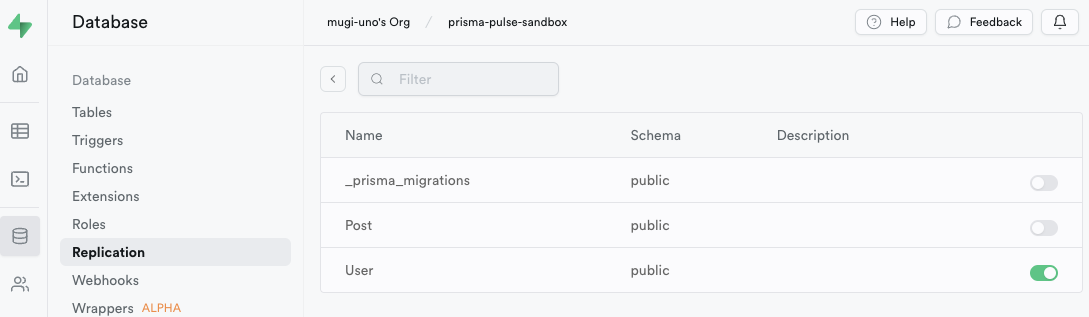 Database
mugi-uno's Org / prisma-pulse-sandbox
Help
Feedback
Database
Tables
Triggers
Functions
Extensions
Roles
Replication
Webhooks
Wrappers ALPHA
Filter
Name Schema Description
_prisma_migrations public
Post public
User public